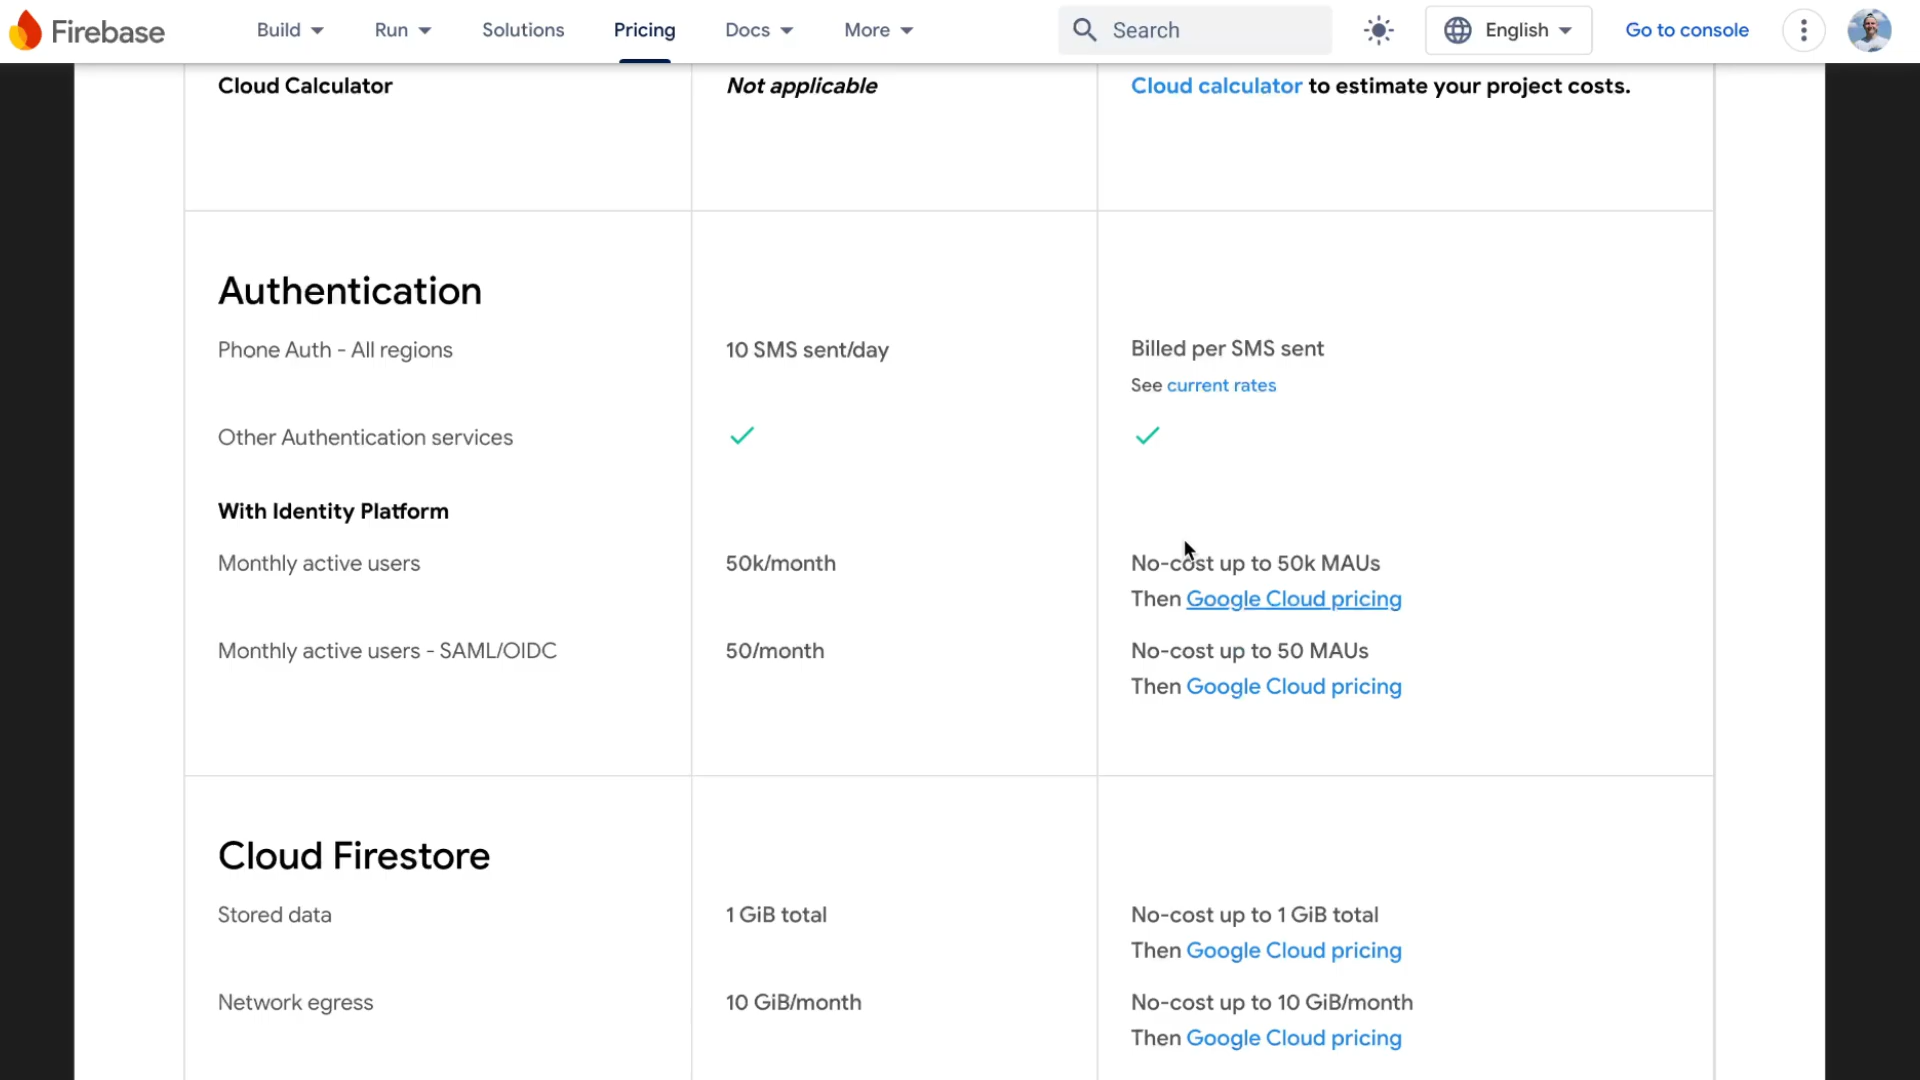 Firebase
Build
Run
Solutions
Pricing
Docs
More
Search
English
Go to console
Cloud Calculator
Not applicable
Cloud calculator to estimate your project costs.
Authentication
Phone Auth - All regions
10 SMS sent/day
Billed per SMS sent
See current rates
Other Authentication services
With Identity Platform
Monthly active users
50k/month
No-cost up to 50k MAUs
Then Google Cloud pricing
Monthly active users - SAML/OIDC
50/month
No-cost up to 50 MAUs
Then Google Cloud pricing
Cloud Firestore
Stored data
1 GiB total
No-cost up to 1 GiB total
Then Google Cloud pricing
Network egress
10 GiB/month
No-cost up to 10 GiB/month
Then Google Cloud pricing